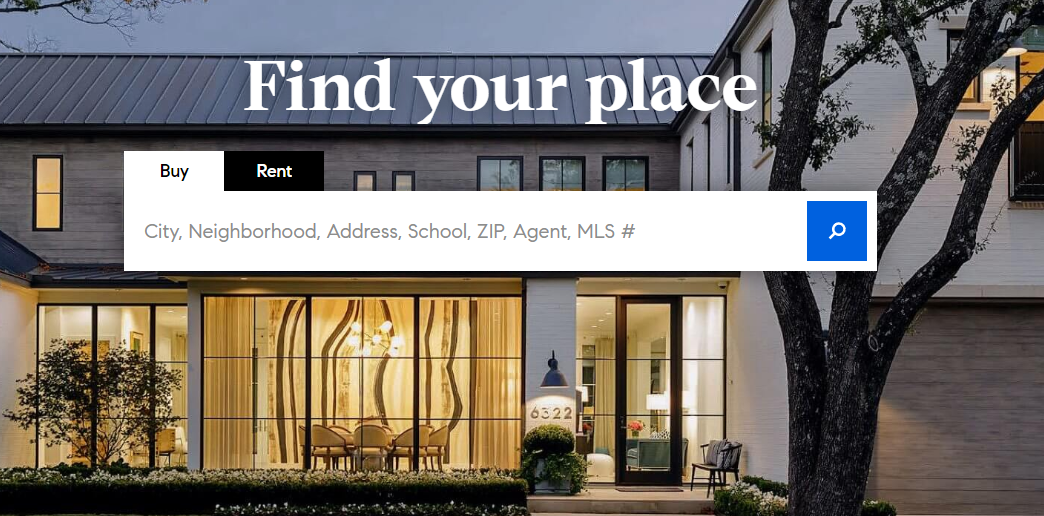 Find your place
Buy
Rent
City, Neighborhood, Address, School, ZIP, Agent, MLS #
6322